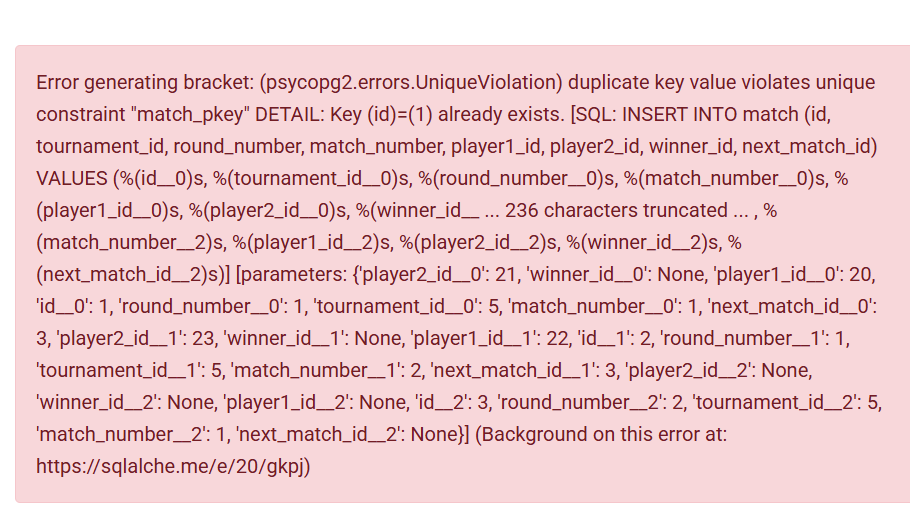 Error generating bracket: (psycopg2.errors.UniqueViolation) duplicate key value violates unique
constraint "match_pkey" DETAIL: Key (id)=(1) already exists. [SQL: INSERT INTO match (id,
tournament_id, round_number, match_number, player1_id, player2_id, winner_id, next_match_id)
VALUES (%(id__0)s, %(tournament_id__0)s, %(round_number__0)s, %(match_number__0)s, %
(player1_id__0)s, %(player2_id__0)s, %(winner_id__ ... 236 characters truncated ... , %
(match_number__2)s, %(player1_id__2)s, %(player2_id__2)s, %(winner_id__2)s, %
(next_match_id__2)s)] [parameters: {'player2_id__0': 21, 'winner_id__0': None, 'player1_id__0': 20,
'id__0': 1, 'round_number__0': 1, 'tournament_id__0': 5, 'match_number__0': 1, 'next_match_id__0':
3, 'player2_id__1': 23, 'winner_id__1': None, 'player1_id__1': 22, 'id__1': 2, 'round_number__1': 1,
'tournament_id__1': 5, 'match_number__1': 2, 'next_match_id__1': 3, 'player2_id__2': None,
'winner_id__2': None, 'player1_id__2': None, 'id__2': 3, 'round_number__2': 2, 'tournament_id__2': 5,
'match_number__2': 1, 'next_match_id__2': None}] (Background on this error at:
https://sqlalche.me/e/20/gkpj)